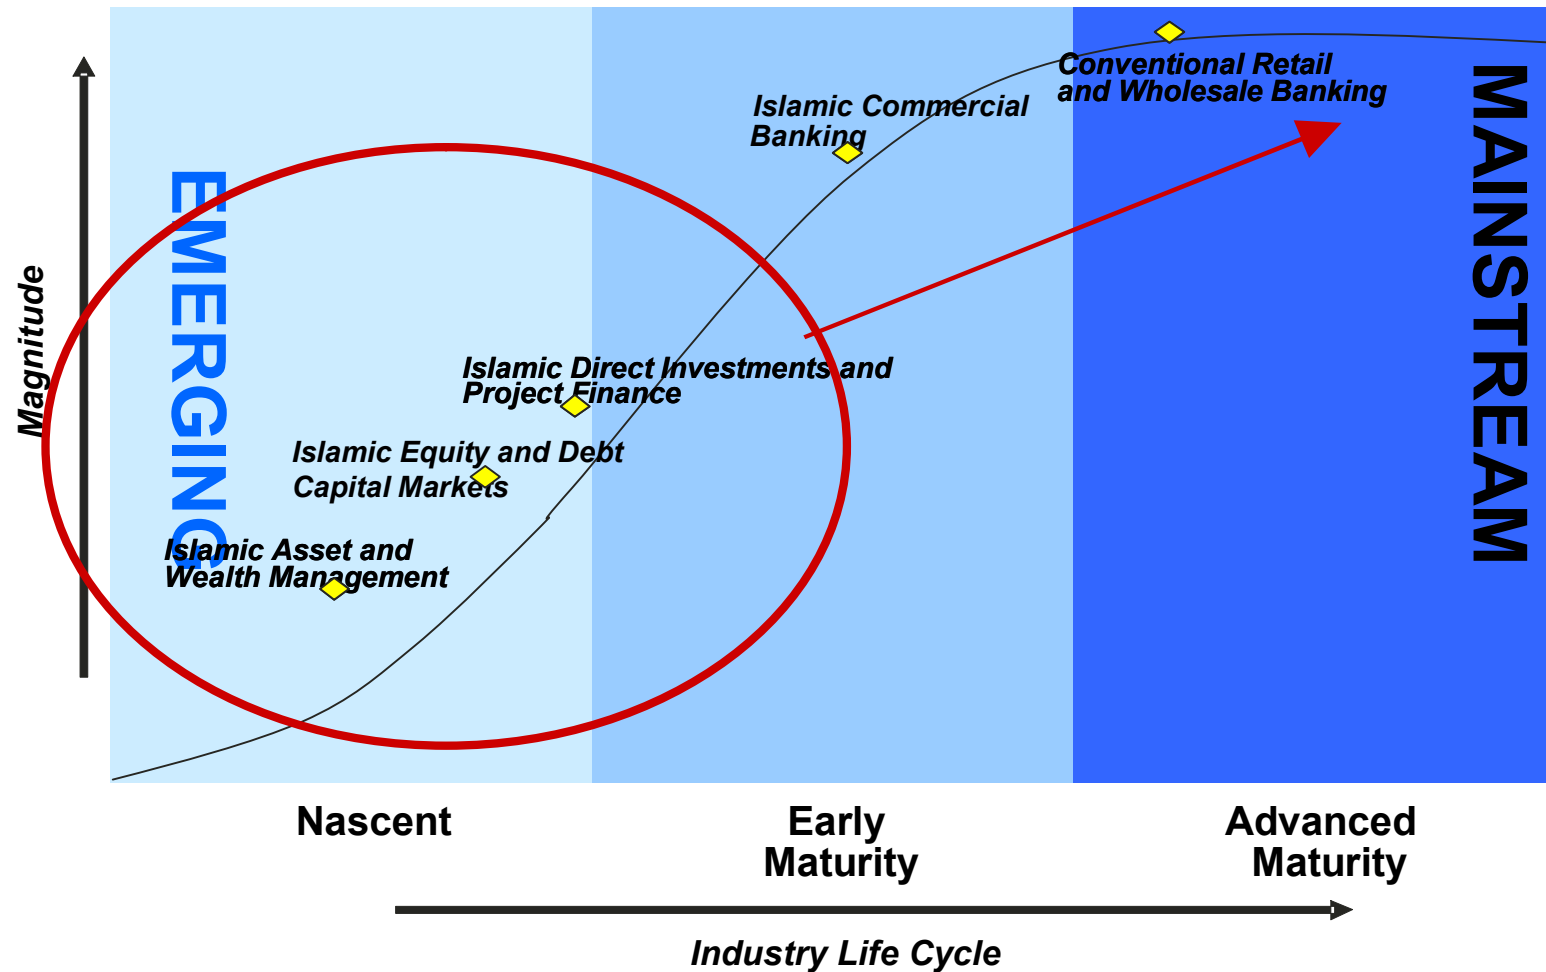 Conventional Retail
and Wholesale Banking
Islamic Commercial
Banking
MAINSTREAM
EMERGING
Magnitude
Islamic Direct Investments and
Project Finance
Islamic Equity and Debt
Capital Markets
Islamic Asset and
Wealth Management
Nascent
Early
Maturity
Advanced
Maturity
Industry Life Cycle